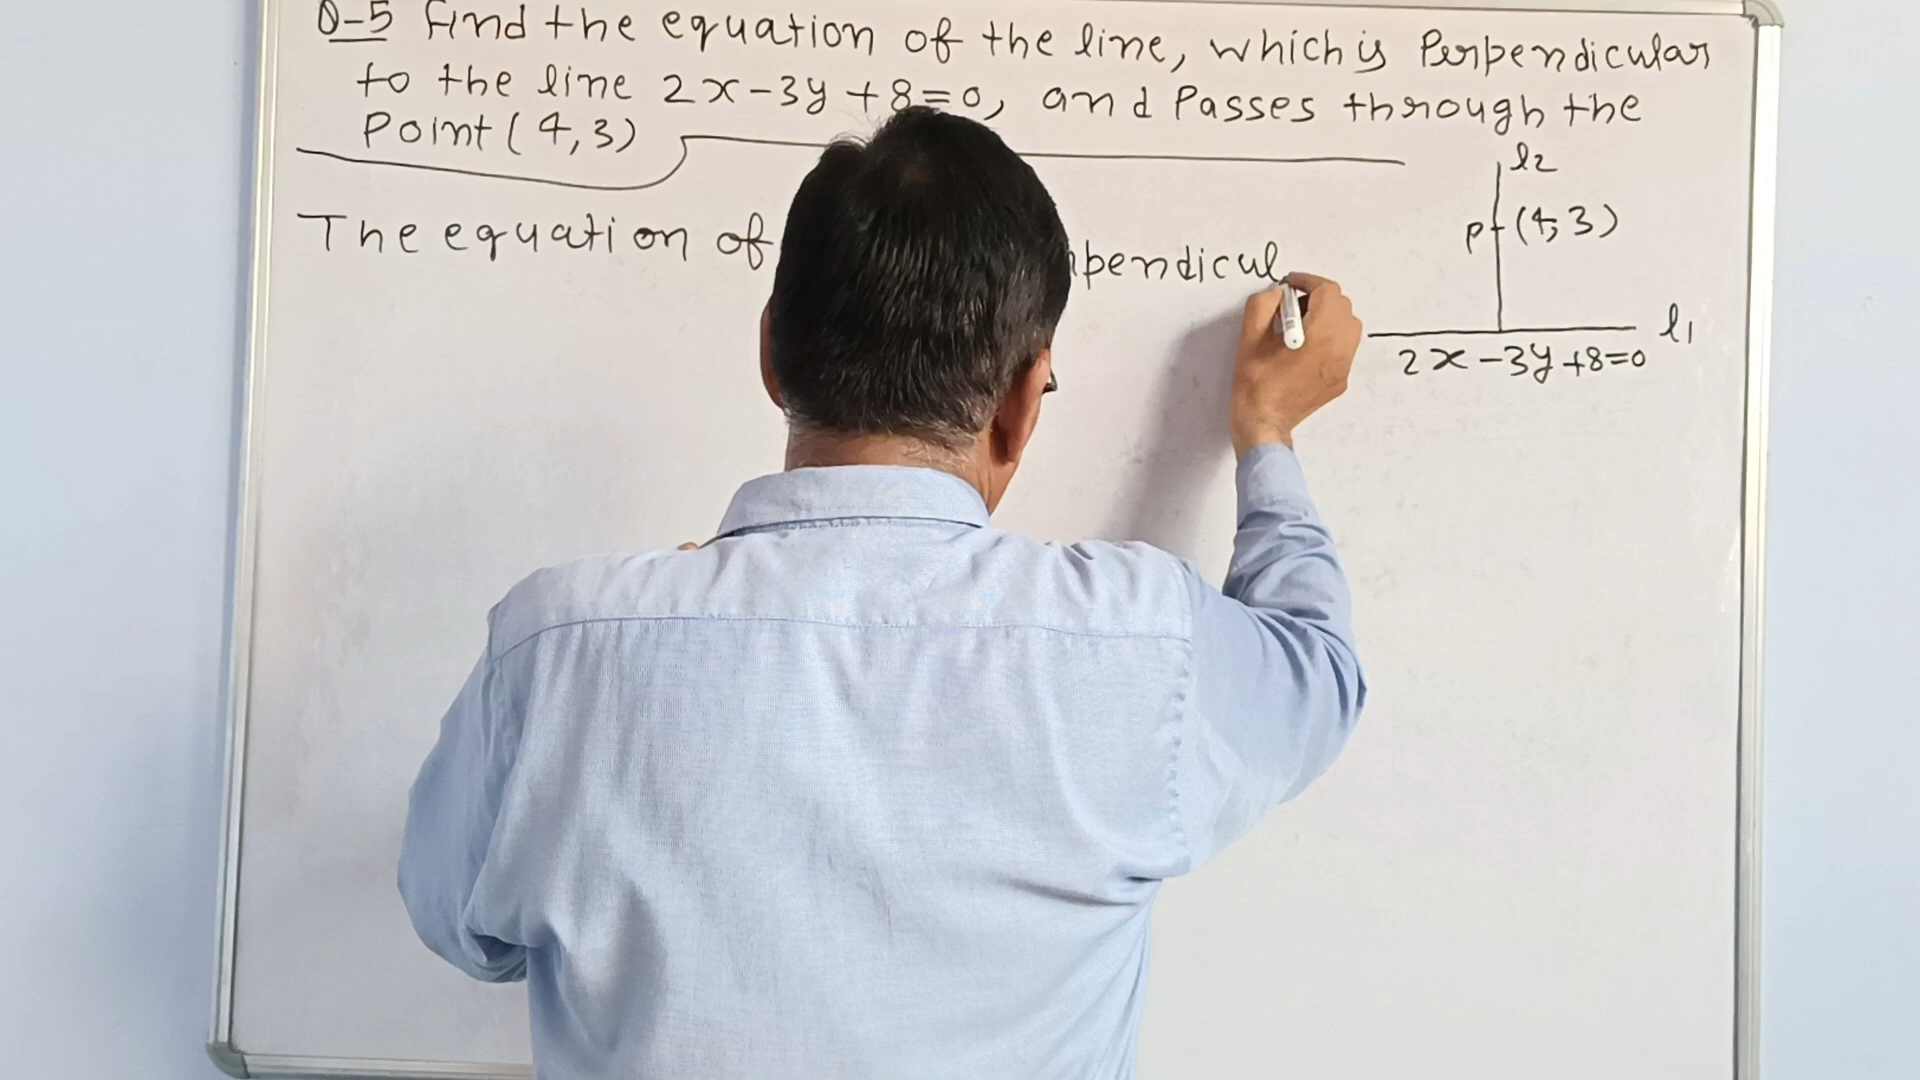 Q-5 Find the equation of the line, which is Perpendicular
to the line 2x-3y+8=0, and Passes through the
Point (4,3)
l2
P (4,3)
The equation of pendicul
l1
2x-3y+8=0